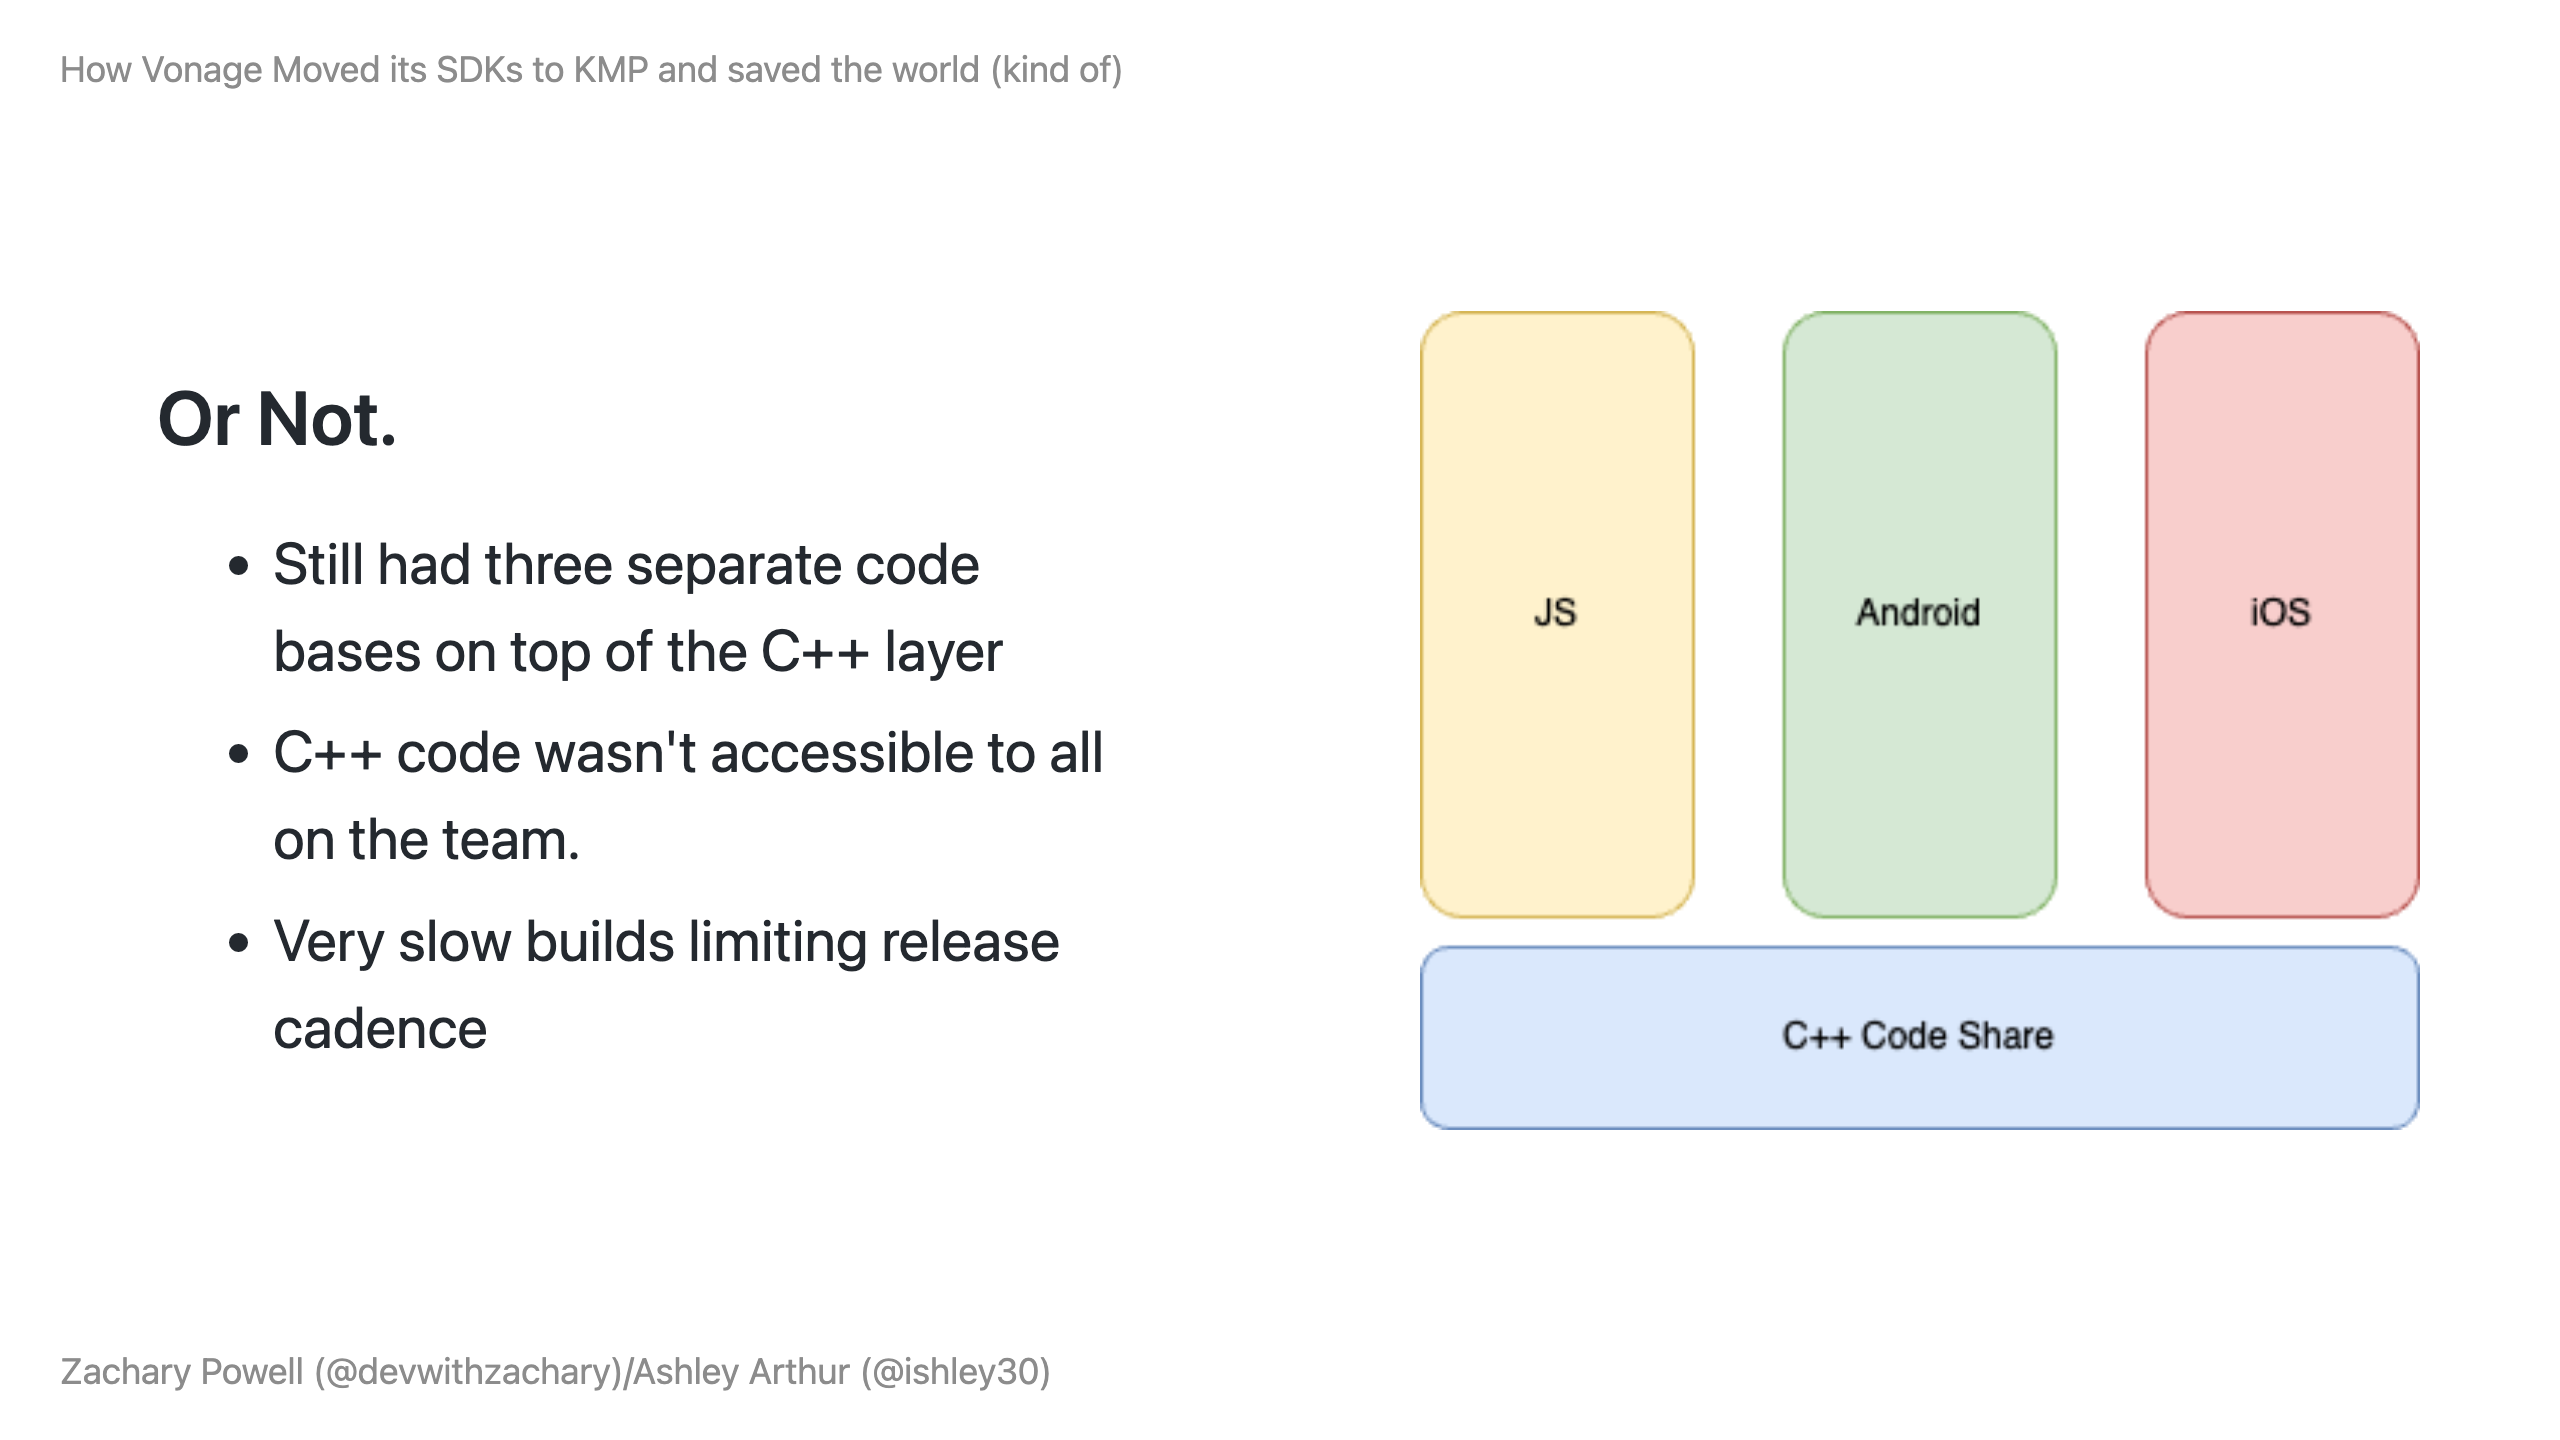 How Vonage Moved its SDKs to KMP and saved the world (kind of)
Or Not.
• Still had three separate code
bases on top of the C++ layer
• C++ code wasn't accessible to all
on the team.
• Very slow builds limiting release
cadence
JS
Android
iOS
C++ Code Share
Zachary Powell (@devwithzachary)/Ashley Arthur (@ishley30)